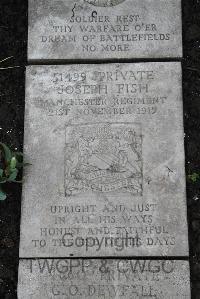 SOLDIER REST
THY WARFARE O'ER
DREAM OF BATTLEFIELDS
NO MORE
51499 PRIVATE
JOSEPH FISH
MANCHESTER REGIMENT
21ST NOVEMBER 1919
UPRIGHT AND JUST
IN ALL HIS WAYS
HONEST AND FAITHFUL
TO THE END OF HIS DAYS
© TWGPP & CWGC
G.O. DEWFALL